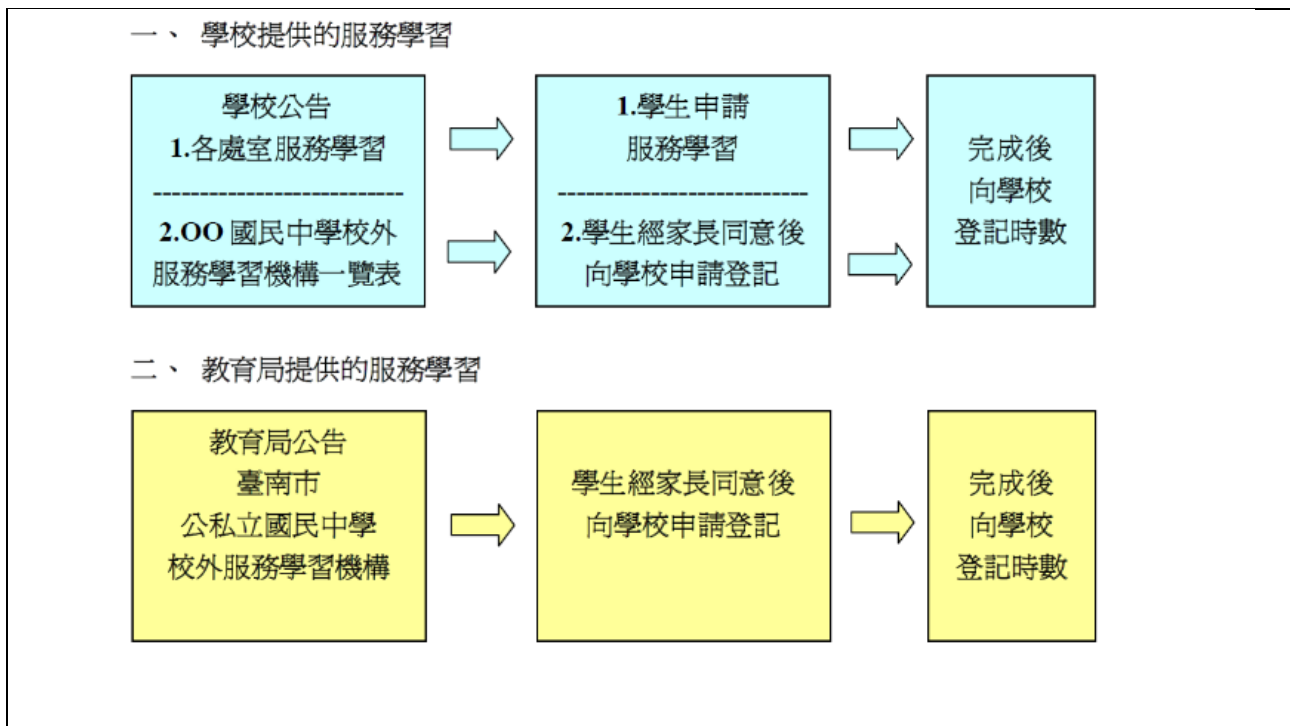 一、 學校提供的服務學習
學校公告
1.各處室服務學習
---------------------------
2.OO 國民中學校外
服務學習機構一覽表
1.學生申請
服務學習
---------------------------
2.學生經家長同意後
向學校申請登記
完成後
向學校
登記時數
二、 教育局提供的服務學習
教育局公告
臺南市
公私立國民中學
校外服務學習機構
學生經家長同意後
向學校申請登記
完成後
向學校
登記時數